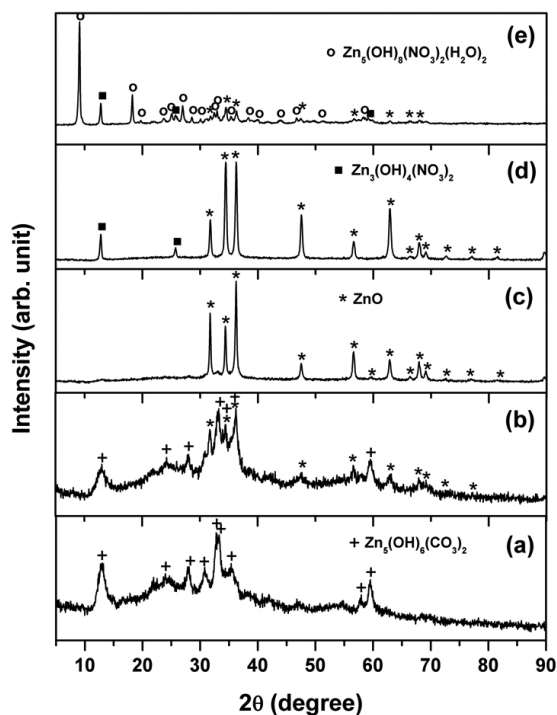 (e)
o Zn5(OH)8(NO3)2(H2O)2
■ Zn3(OH)4(NO3)2
(d)
* ZnO
(c)
(b)
+ Zn5(OH)6(CO3)2
(a)
Intensity (arb. unit)
10 20 30 40 50 60 70 80 90
2θ (degree)